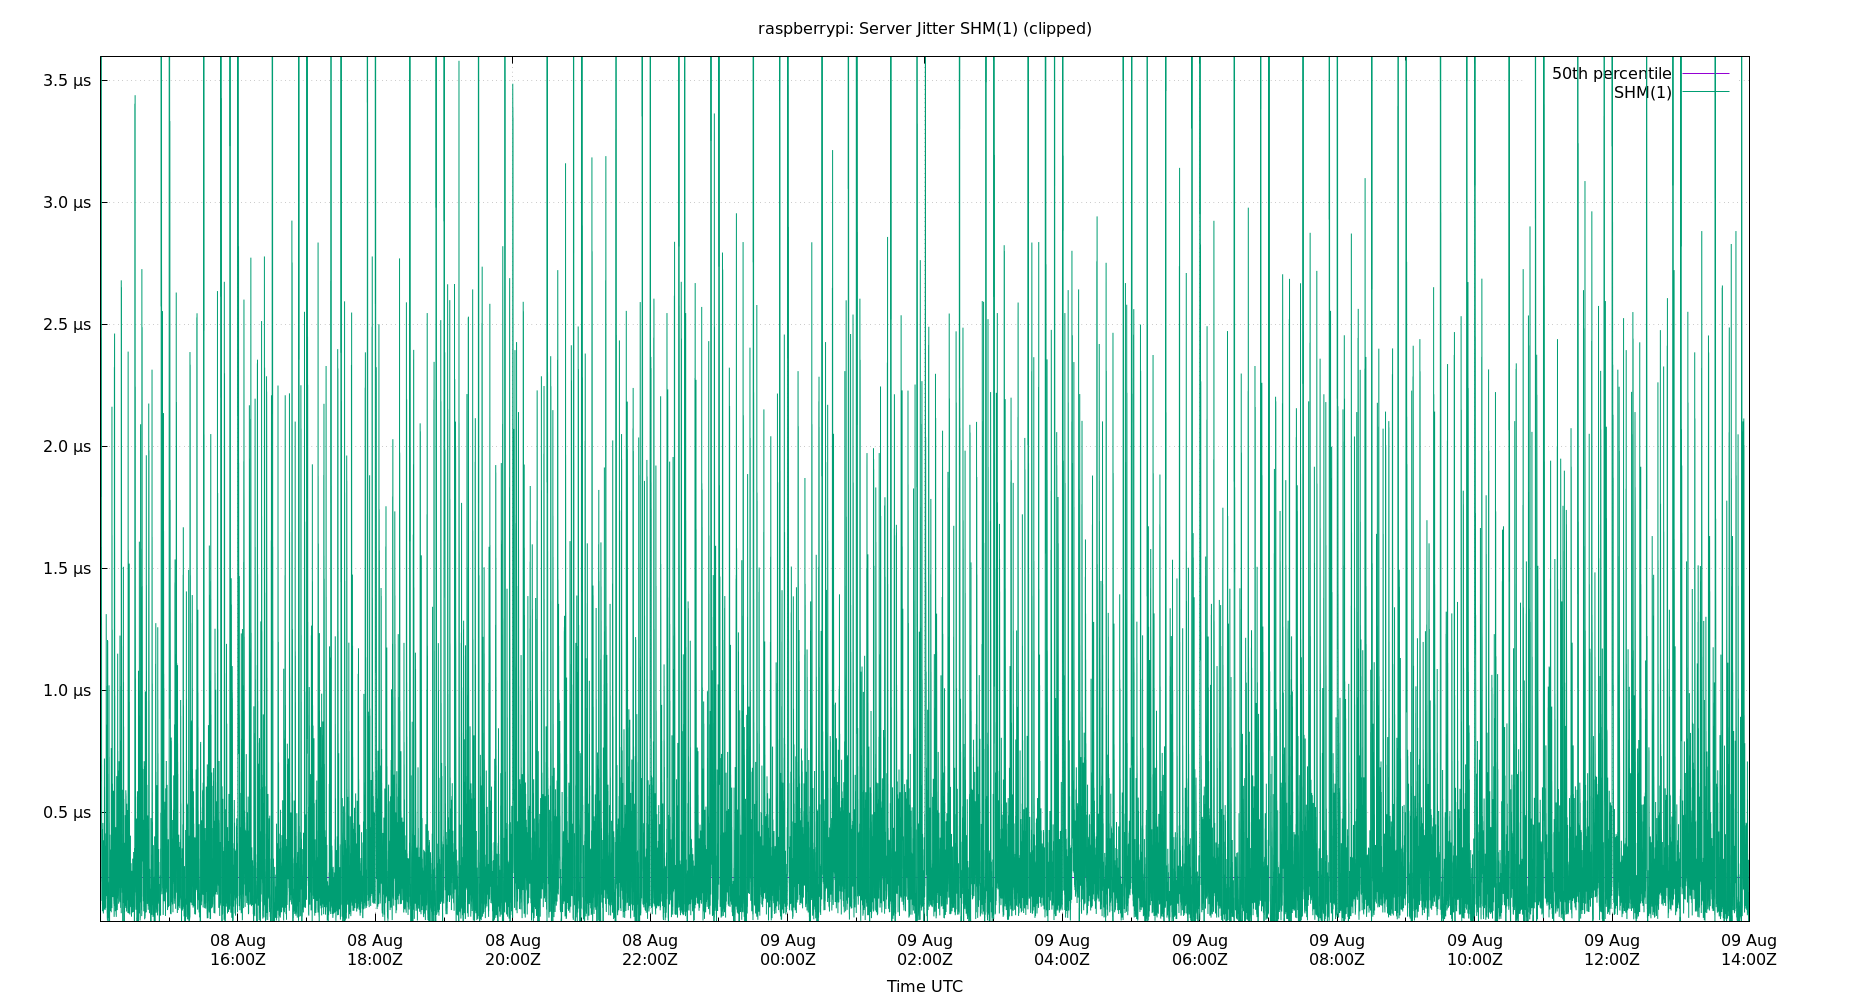 raspberrypi: Server Jitter SHM(1) (clipped)
50th percentile
SHM(1)
3.5 µs
3.0 µs
2.5 µs
2.0 µs
1.5 µs
1.0 µs
0.5 µs
08 Aug 08 Aug 08 Aug 08 Aug 09 Aug 09 Aug 09 Aug 09 Aug 09 Aug 09 Aug 09 Aug 09 Aug
16:00Z 18:00Z 20:00Z 22:00Z 00:00Z 02:00Z 04:00Z 06:00Z 08:00Z 10:00Z 12:00Z 14:00Z
Time UTC